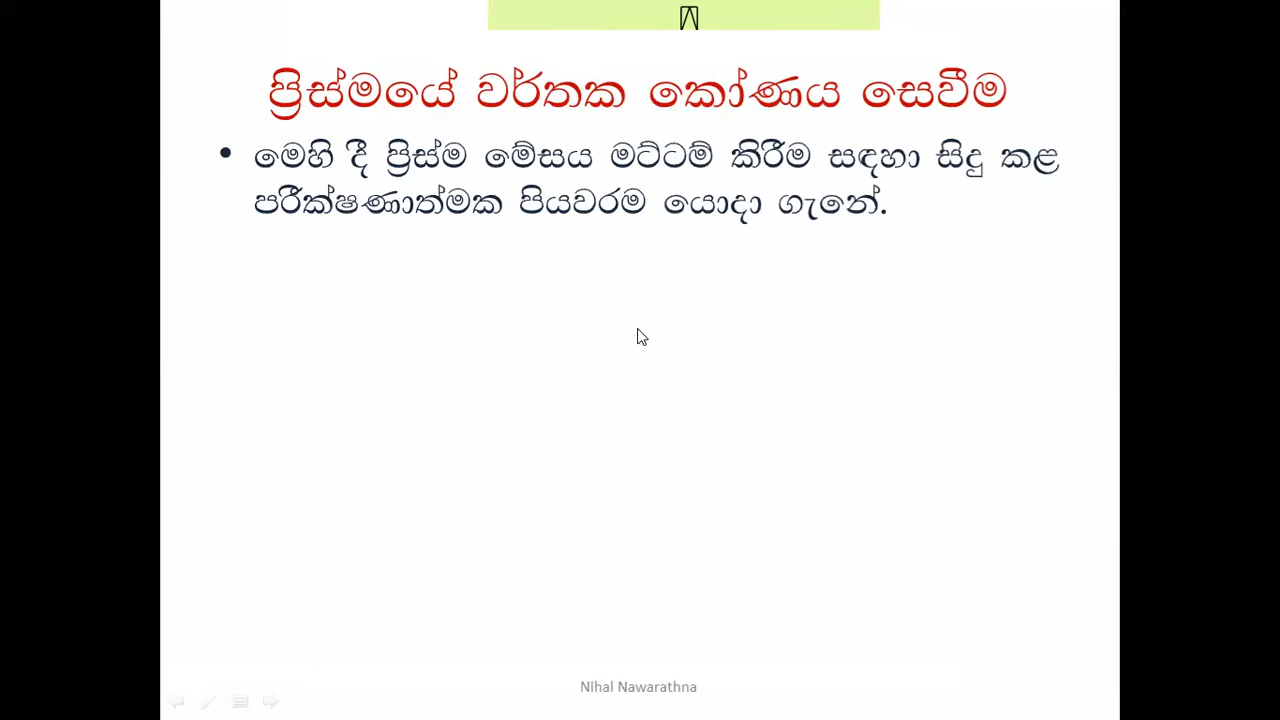 ප්‍රිස්මයේ වර්තක කෝණය සෙවීම
• මෙහි දී ප්‍රිස්ම මේසය මට්ටම් කිරීම සඳහා සිදු කළ
පරීක්ෂණාත්මක පියවරම යොදා ගැනේ.
Nihal Nawarathna